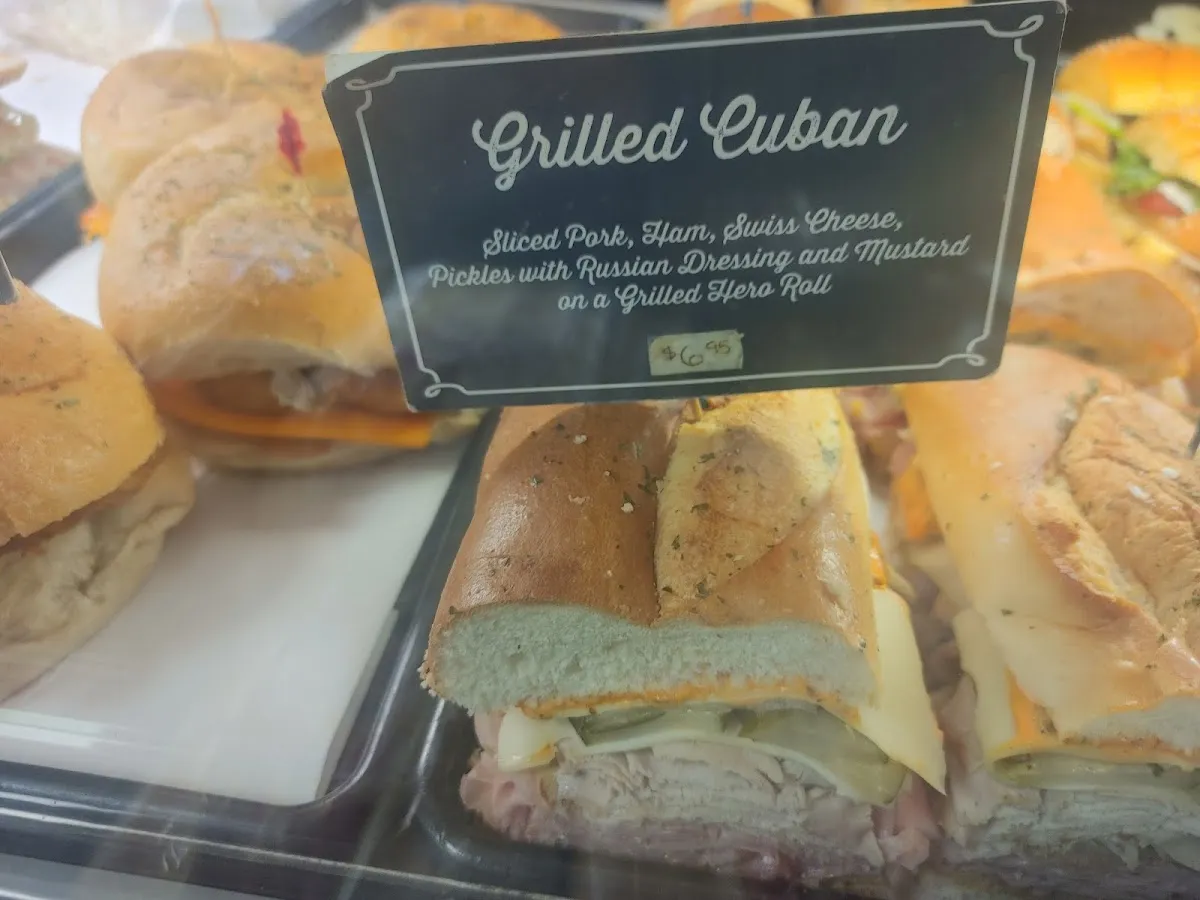 Grilled Cuban
Sliced Pork, Ham, Swiss Cheese,
Pickles with Russian Dressing and Mustard
on a Grilled Hero Roll
$6.95